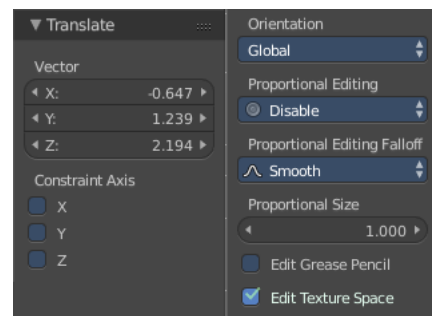 Translate
Vector
X: -0.647
Y: 1.239
Z: 2.194
Constraint Axis
X
Y
Z
Orientation
Global
Proportional Editing
Disable
Proportional Editing Falloff
Smooth
Proportional Size
1.000
Edit Grease Pencil
Edit Texture Space